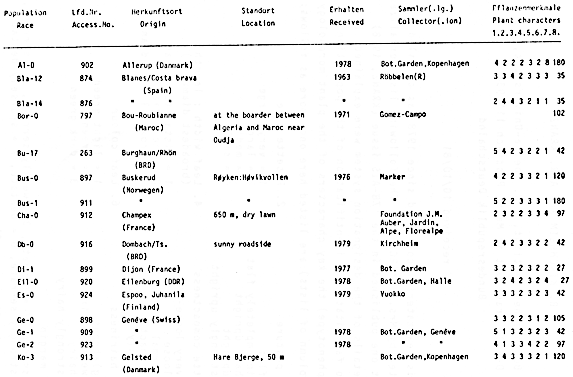 Population Lfd.Nr. Herkunftsort Standort Erhalten Sammler(.lg.) Pflanzenmerkmale
Race Access.No. Origin Location Received Collector(.ion) Plant characters
1.2.3.4.5.6.7.8.
Al-0 902 Allerup (Danmark) 1978 Bot.Garden,Kopenhagen 4 2 2 2 3 2 8 180
Bla-12 874 Blanes/Costa brava 1963 Röbbelen(R) 3 3 4 2 3 3 3 35
(Spain)
Bla-14 876 " " " " 2 4 4 3 2 1 1 35
Bor-0 797 Bou-Roubianne at the boarder between 1971 Gomez-Campo 102
(Maroc) Algeria and Maroc near
Oudja
Bu-17 263 Burghaun/Rhön 5 4 2 3 2 2 1 42
(BRD)
Bus-0 897 Buskerud Røyken:Høvikvollen 1976 Marker 4 2 2 3 3 2 1 120
(Norwegen)
Bus-1 911 " " " " 5 2 2 3 3 3 1 180
Cha-0 912 Champex 650 m, dry lawn Foundation J.M. 2 3 2 2 3 3 4 97
(France) Auber, Jardin,
Alpe, Florealpe
Db-0 916 Dombach/Ts. sunny roadside 1979 Kirchheim 2 4 2 3 3 2 2 42
(BRD)
Di-1 899 Dijon (France) 1977 Bot. Garden 3 2 3 2 3 2 2 27
Eil-0 920 Eilenburg (DDR) 1978 Bot.Garden, Halle 3 2 4 2 3 2 4 27
Es-0 924 Espoo, Juhanila 1979 Vuokko 3 3 3 2 3 2 3 42
(Finland)
Ge-0 898 Genéve (Swiss) 3 3 2 2 3 1 2 105
Ge-1 909 " 1978 Bot.Garden, Genéve 5 1 3 2 3 2 3 42
Ge-2 923 " 1978 " " 4 1 3 3 4 2 2 97
Ko-3 913 Gelsted Hare Bjerge, 50 m Bot.Garden,Kopenhagen 3 4 3 3 3 2 1 120
(Danmark)